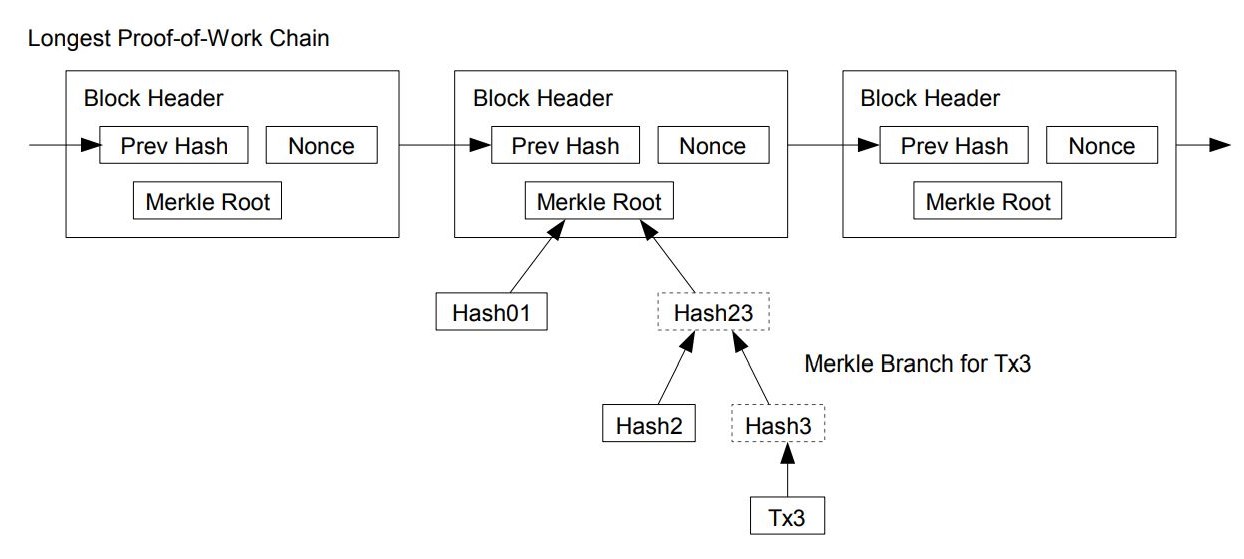 Longest Proof-of-Work Chain
Block Header
Prev Hash
Nonce
Merkle Root
Block Header
Prev Hash
Nonce
Merkle Root
Block Header
Prev Hash
Nonce
Merkle Root
Hash01
Hash23
Merkle Branch for Tx3
Hash2
Hash3
Tx3